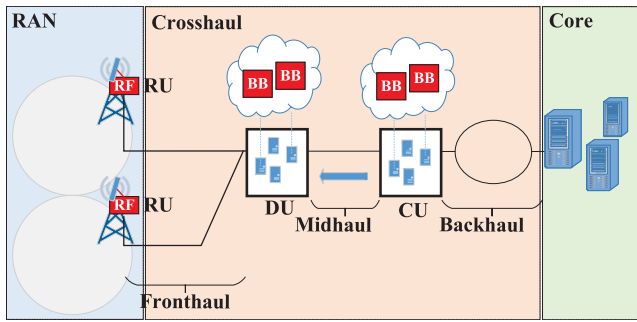 RAN
Crosshaul
Core
RF RU
BB BB
BB BB
RF RU
DU
CU
Midhaul
Backhaul
Fronthaul